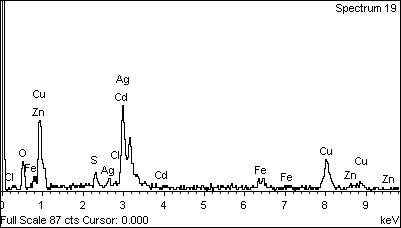 Spectrum 19
Ag
Cu
Cd
Zn
O
Cl
Cu
Fe
S
Fe
Cu
Cl
Ag
Cd
Fe
Zn
Zn
0 1 2 3 4 5 6 7 8 9
Full Scale 87 cts Cursor: 0.000 keV